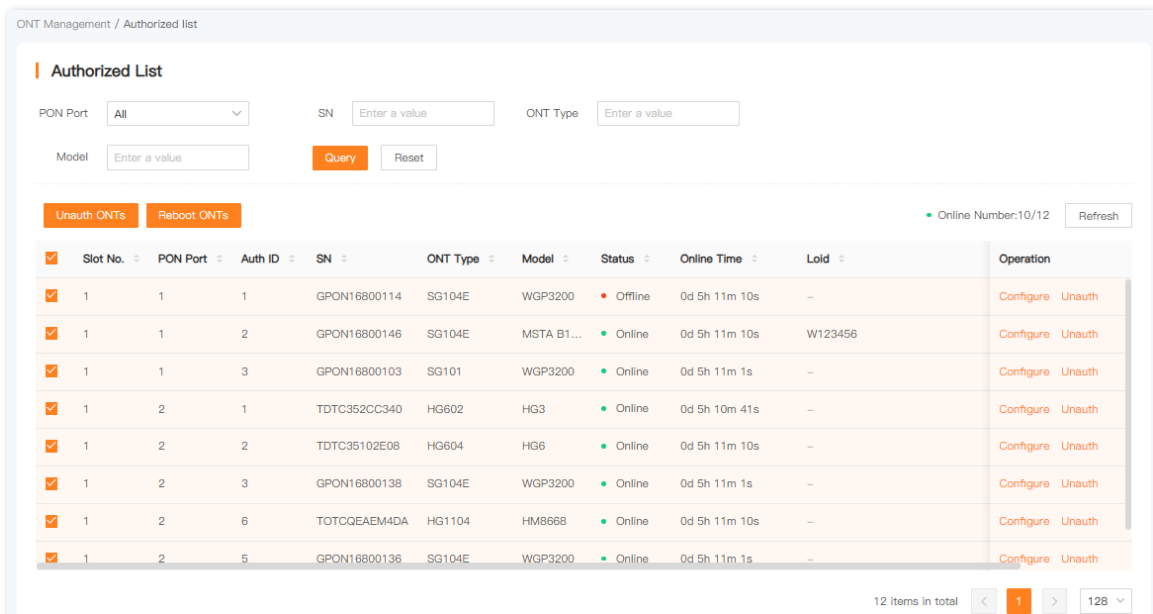 ONT Management / Authorized list
Authorized List
PON Port All SN Enter a value ONT Type Enter a value
Model Enter a value Query Reset
Unauth ONTs Reboot ONTs Online Number:10/12 Refresh
Slot No. PON Port Auth ID SN ONT Type Model Status Online Time Loid Operation
1 1 1 GPON16800114 SG104E WGP3200 Offline 0d 5h 11m 10s – Configure Unauth
1 1 2 GPON16800146 SG104E MSTA B1... Online 0d 5h 11m 10s W123456 Configure Unauth
1 1 3 GPON16800103 SG101 WGP3200 Online 0d 5h 11m 1s – Configure Unauth
1 2 1 TDTC352CC340 HG602 HG3 Online 0d 5h 10m 41s – Configure Unauth
1 2 2 TDTC35102E08 HG604 HG6 Online 0d 5h 11m 10s – Configure Unauth
1 2 3 GPON16800138 SG104E WGP3200 Online 0d 5h 11m 1s – Configure Unauth
1 2 6 TOTCQEAEM4DA HG1104 HM8668 Online 0d 5h 11m 10s – Configure Unauth
1 2 5 GPON16800136 SG104E WGP3200 Online 0d 5h 11m 1s – Configure Unauth
12 items in total < 1 > 128